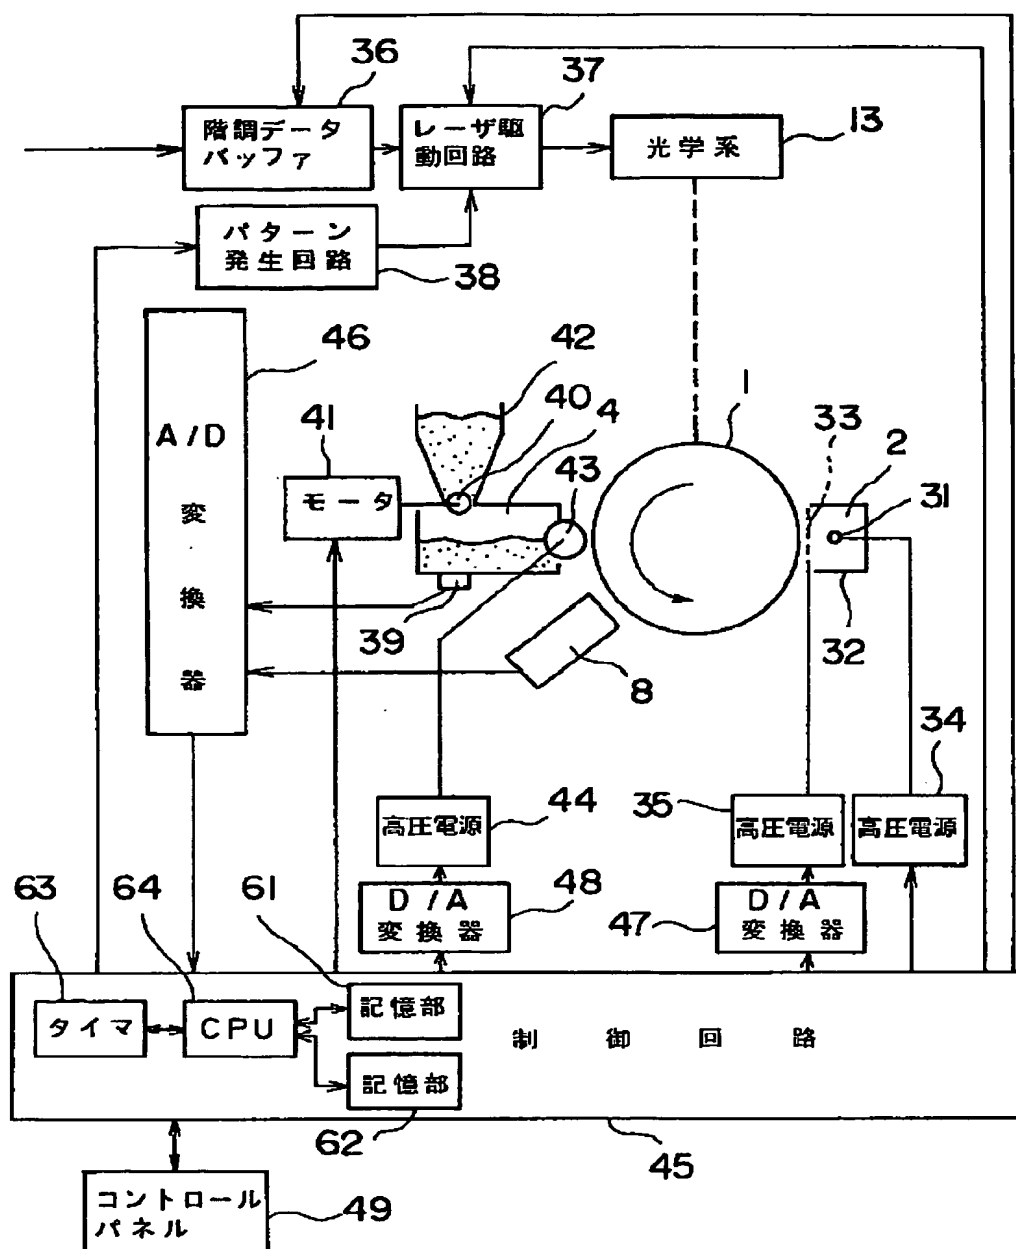 36
37
13
階調データ
バッファ
レーザ駆
動回路
光学系
パターン
発生回路
38
46
42
1
40
4
33
41
43
2
31
A/D
変
換
器
モータ
39
32
8
34
44
35
高圧電源
高圧電源
高圧電源
63
64
61
48
D/A
変換器
47
D/A
変換器
タイマ
CPU
記憶部
制御回路
記憶部
62
45
コントロール
パネル
49